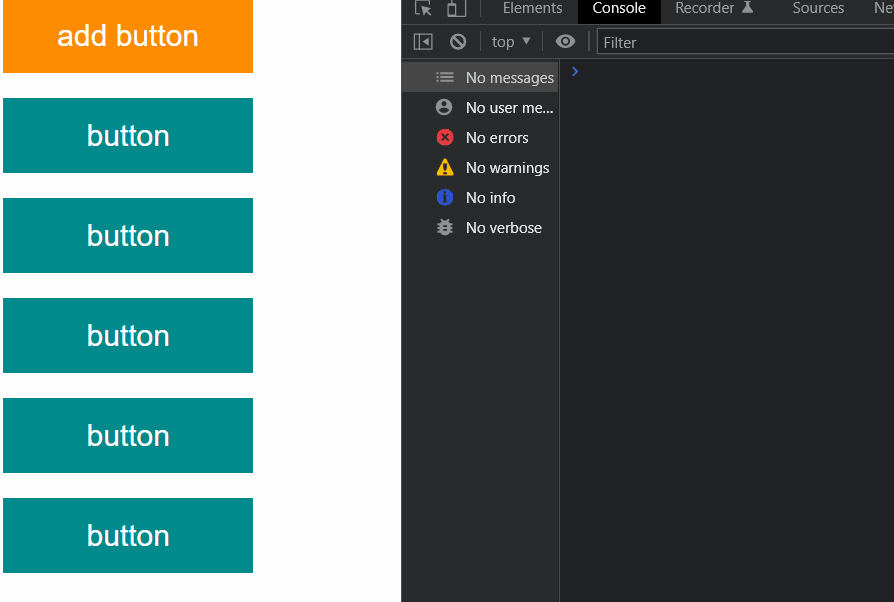 add button
button
button
button
button
button
Elements Console Recorder Sources Ne
top Filter
No messages
No user me...
No errors
No warnings
No info
No verbose